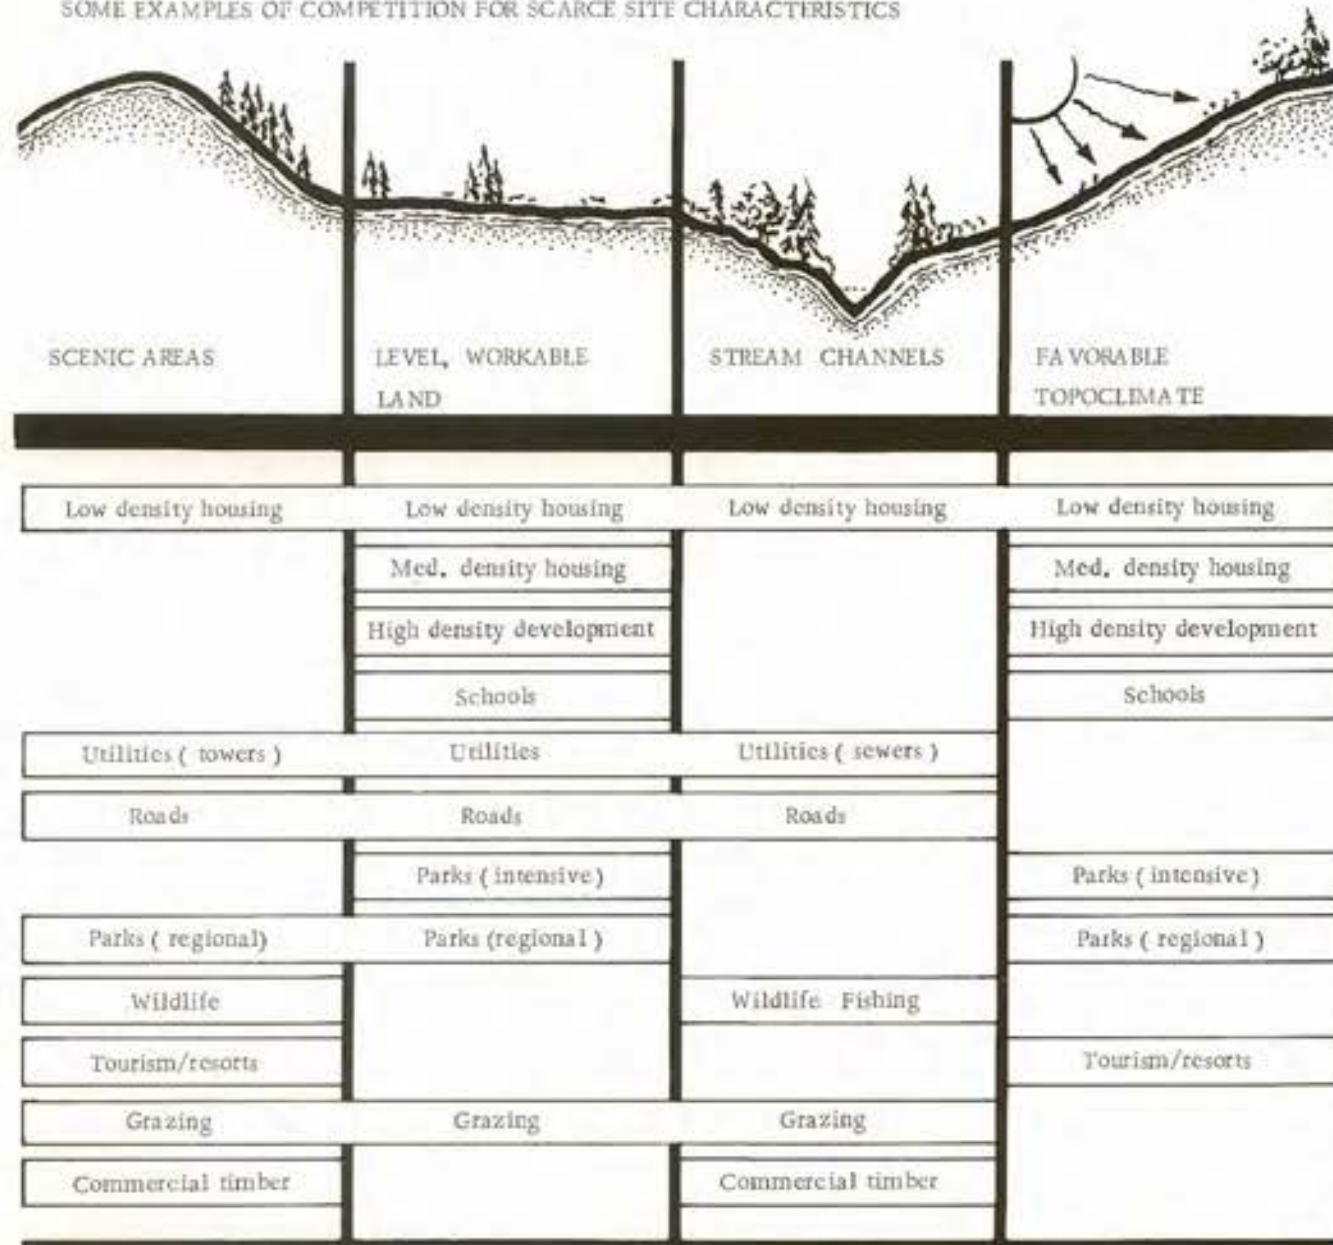 SOME EXAMPLES OF COMPETITION FOR SCARCE SITE CHARACTERISTICS
SCENIC AREAS
LEVEL, WORKABLE
LAND
STREAM CHANNELS
FAVORABLE
TOPOCLIMATE
Low density housing
Low density housing
Low density housing
Low density housing
Med. density housing
Med. density housing
High density development
High density development
Schools
Schools
Utilities ( towers )
Utilities
Utilities ( sewers )
Roads
Roads
Roads
Parks ( intensive )
Parks ( intensive )
Parks ( regional)
Parks (regional )
Parks ( regional )
Wildlife
Wildlife Fishing
Tourism/resorts
Tourism/resorts
Grazing
Grazing
Grazing
Commercial timber
Commercial timber